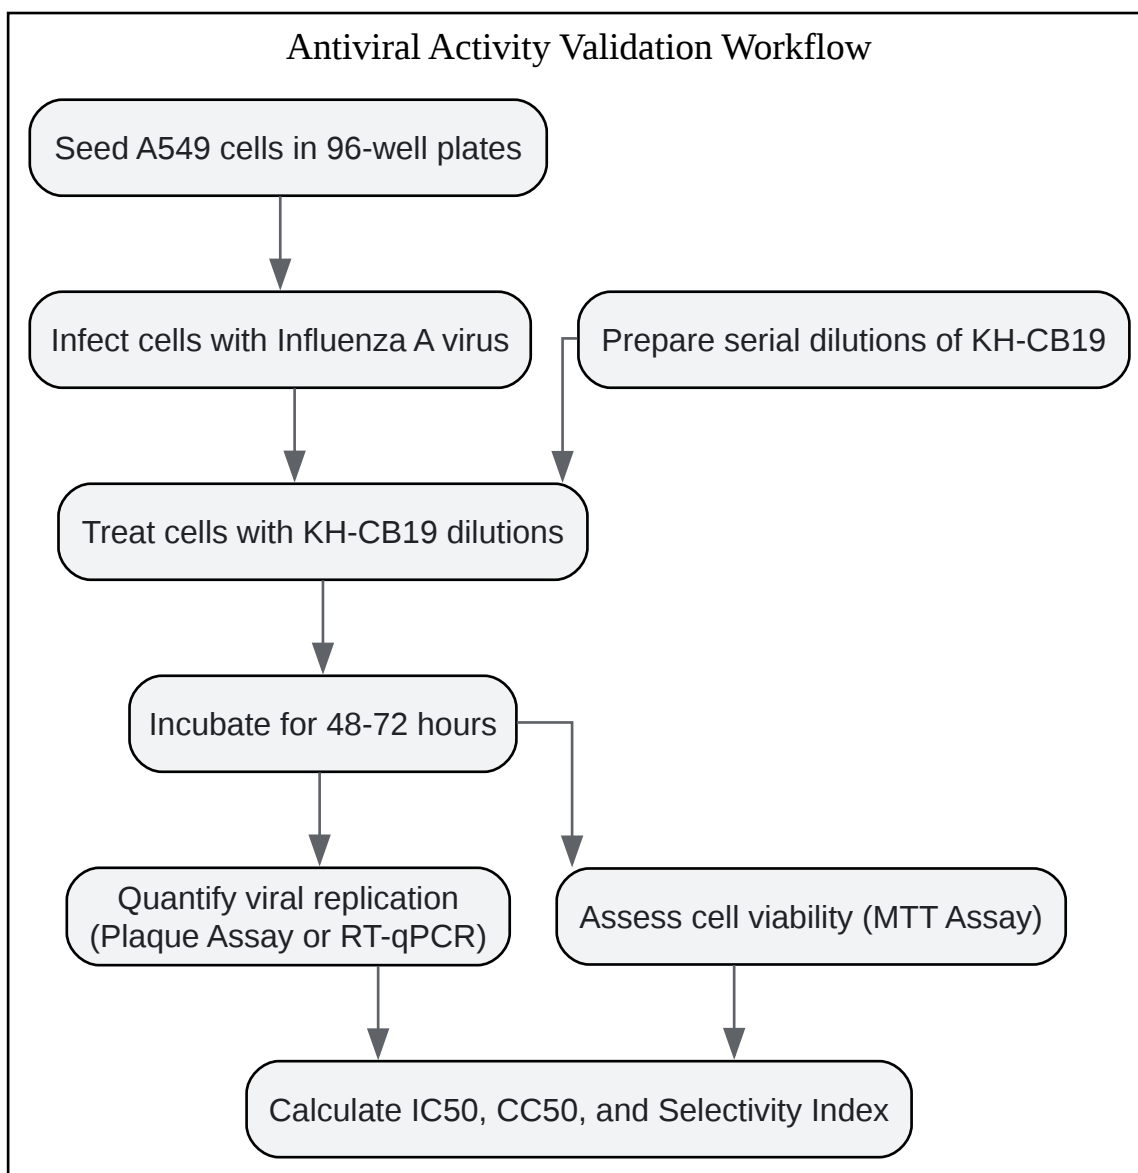 Antiviral Activity Validation Workflow
Seed A549 cells in 96-well plates
Infect cells with Influenza A virus
Prepare serial dilutions of KH-CB19
Treat cells with KH-CB19 dilutions
Incubate for 48-72 hours
Quantify viral replication
(Plaque Assay or RT-qPCR)
Assess cell viability (MTT Assay)
Calculate IC50, CC50, and Selectivity Index